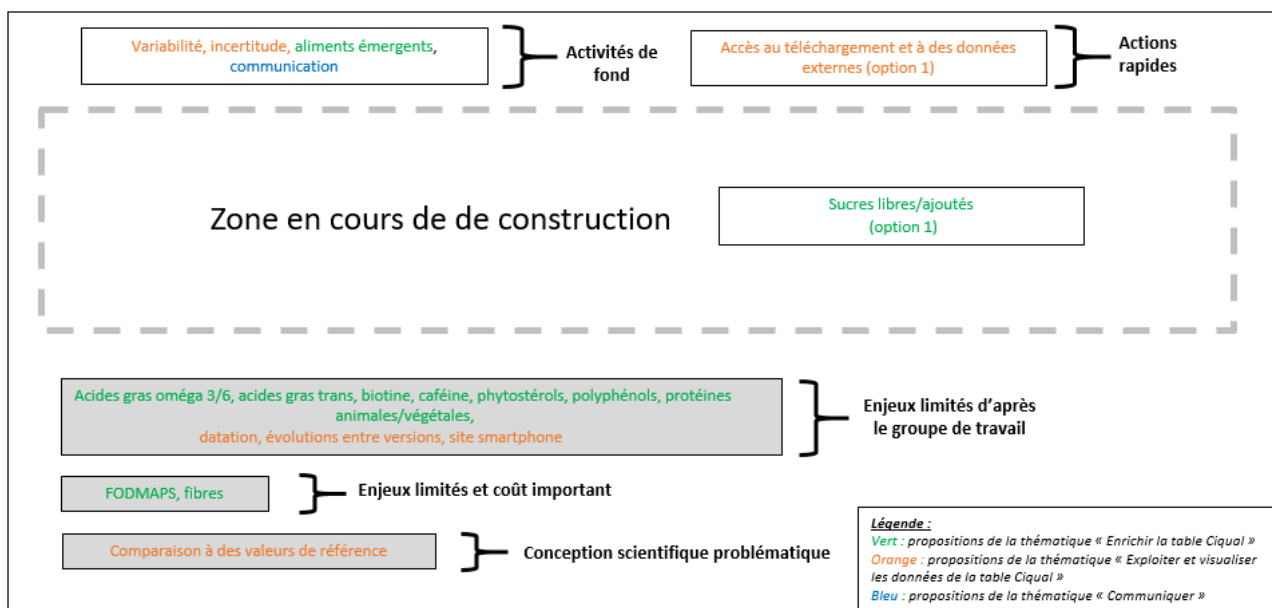 Variabilité, incertitude, aliments émergents,
communication
Activités de
fond
Accès au téléchargement et à des données
externes (option 1)
Actions
rapides
Zone en cours de de construction
Sucres libres/ajoutés
(option 1)
Acides gras oméga 3/6, acides gras trans, biotine, caféine, phytostérols, polyphénols, protéines
animales/végétales,
datation, évolutions entre versions, site smartphone
Enjeux limités d’après
le groupe de travail
FODMAPS, fibres
Enjeux limités et coût important
Comparaison à des valeurs de référence
Conception scientifique problématique
Légende :
Vert : propositions de la thématique « Enrichir la table Ciqual »
Orange : propositions de la thématique « Exploiter et visualiser
les données de la table Ciqual »
Bleu : propositions de la thématique « Communiquer »